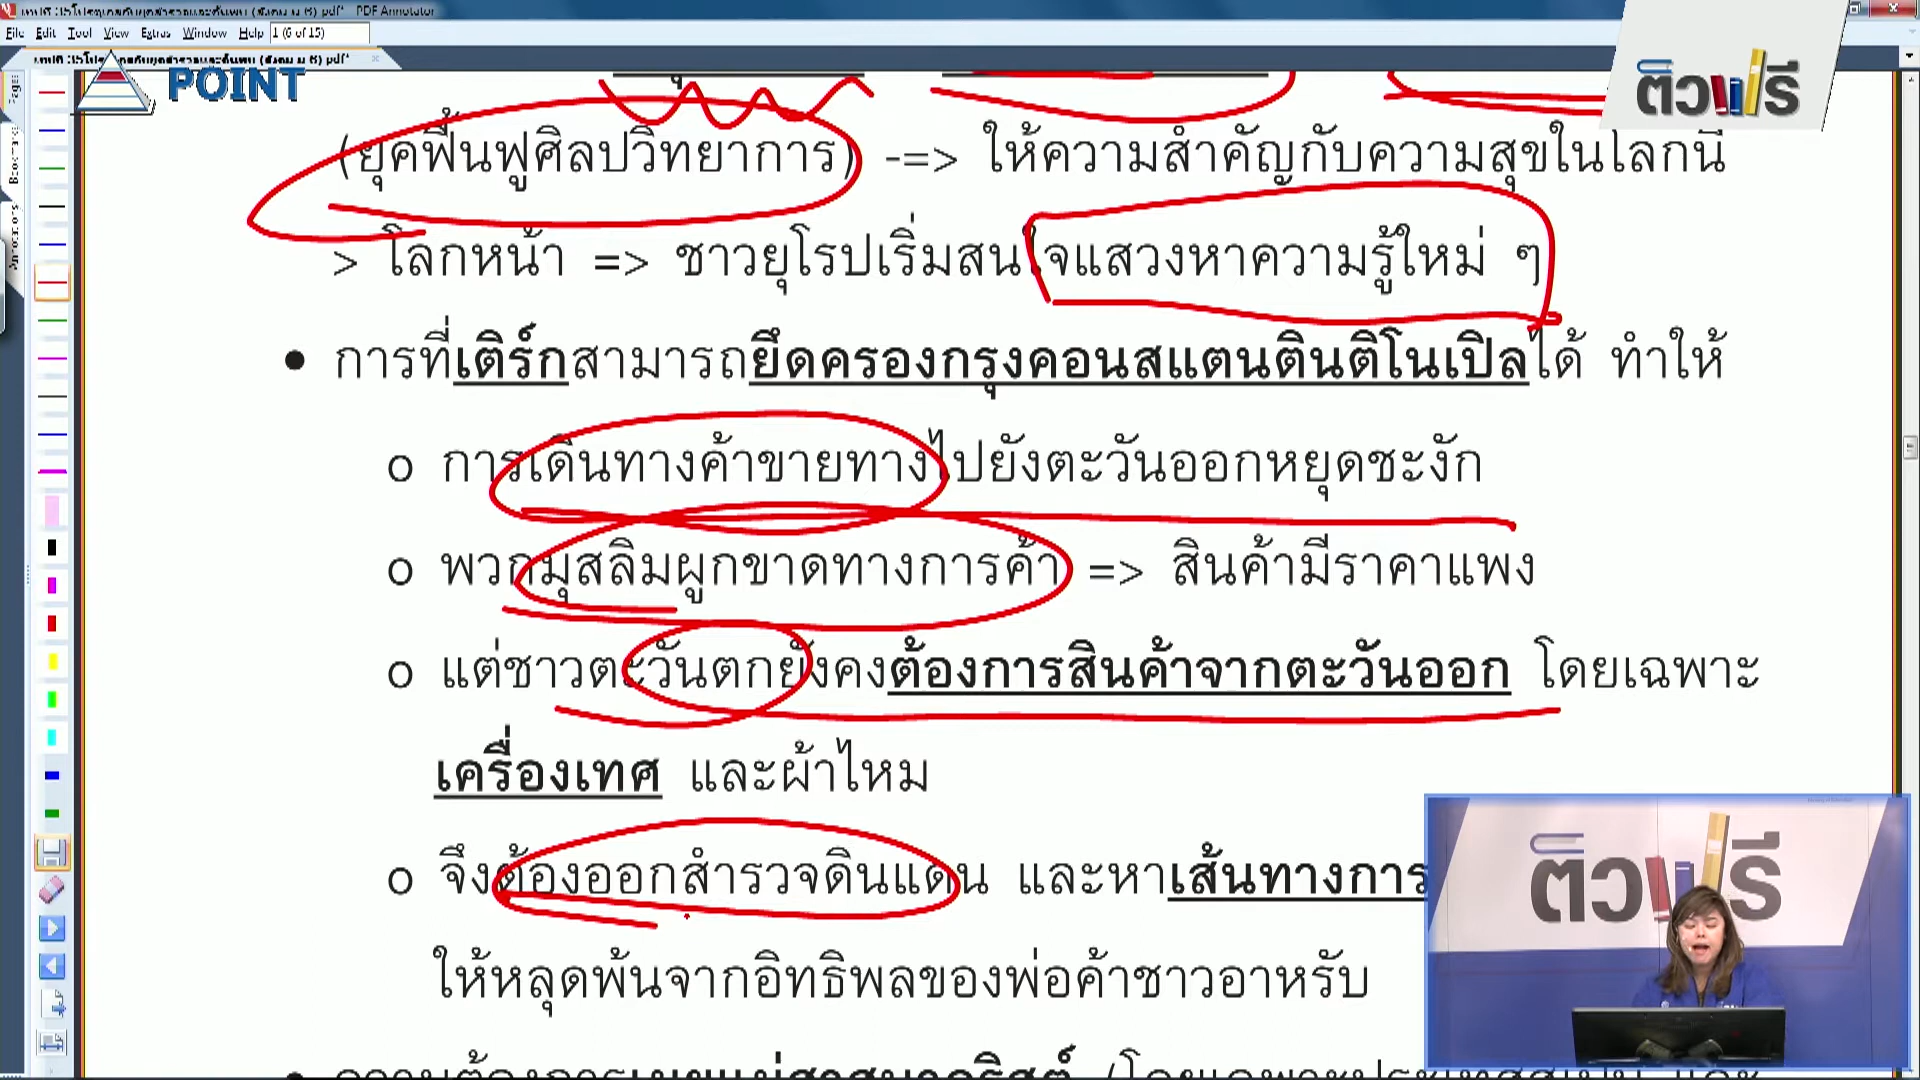 File Edit Tool View Extras Window Help 1 (6 of 15)
POINT
ติวฟรี
(ยุคฟื้นฟูศิลปวิทยาการ) -=> ให้ความสำคัญกับความสุขในโลกนี้
> โลกหน้า => ชาวยุโรปเริ่มสนใจแสวงหาความรู้ใหม่ ๆ
• การที่เติร์กสามารถยึดครองกรุงคอนสแตนตินติโนเปิลได้ ทำให้
o การเดินทางค้าขายทางไปยังตะวันออกหยุดชะงัก
o พวกมุสลิมผูกขาดทางการค้า => สินค้ามีราคาแพง
o แต่ชาวตะวันตกยังคงต้องการสินค้าจากตะวันออก โดยเฉพาะ
เครื่องเทศ และผ้าไหม
o จึงต้องออกสำรวจดินแดน และหาเส้นทางการ
ให้หลุดพ้นจากอิทธิพลของพ่อค้าชาวอาหรับ
ติวฟรี